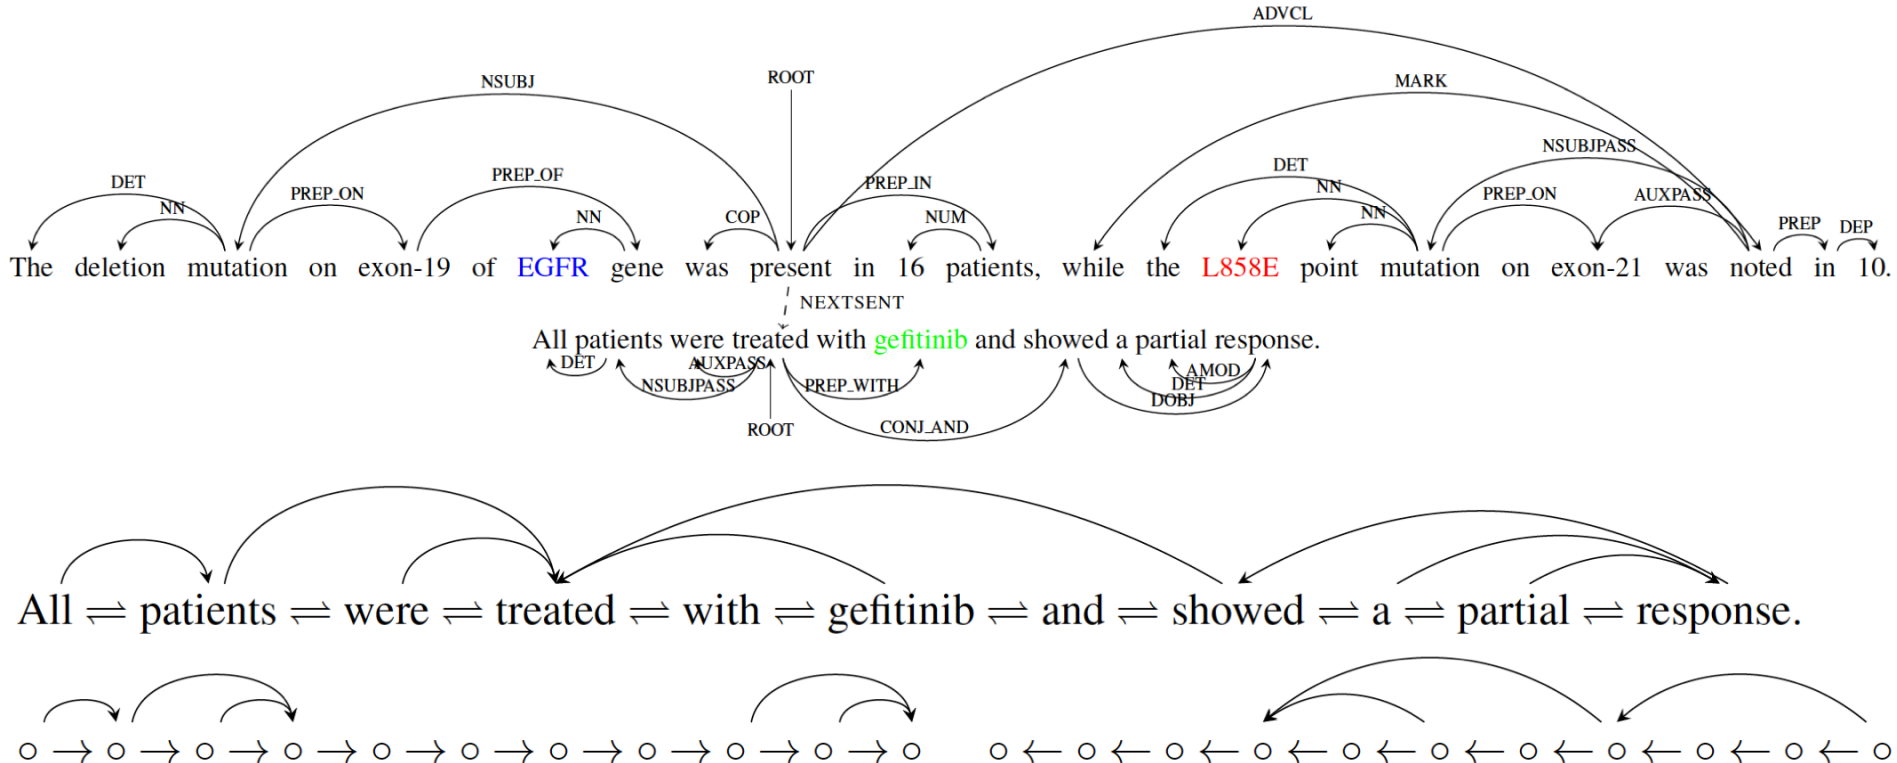 ADVCL
NSUBJ ROOT MARK
NSUBJPASS
DET PREP_ON PREP_OF PREP_IN DET PREP_ON AUXPASS
NN NN COP NUM NN NN PREP DEP
The deletion mutation on exon-19 of EGFR gene was present in 16 patients, while the L858E point mutation on exon-21 was noted in 10.
NEXTSENT
All patients were treated with gefitinib and showed a partial response.
DET AUXPASS AMOD
NSUBJPASS PREP_WITH DET
DOBJ
ROOT CONJ_AND
All ⇌ patients ⇌ were ⇌ treated ⇌ with ⇌ gefitinib ⇌ and ⇌ showed ⇌ a ⇌ partial ⇌ response.